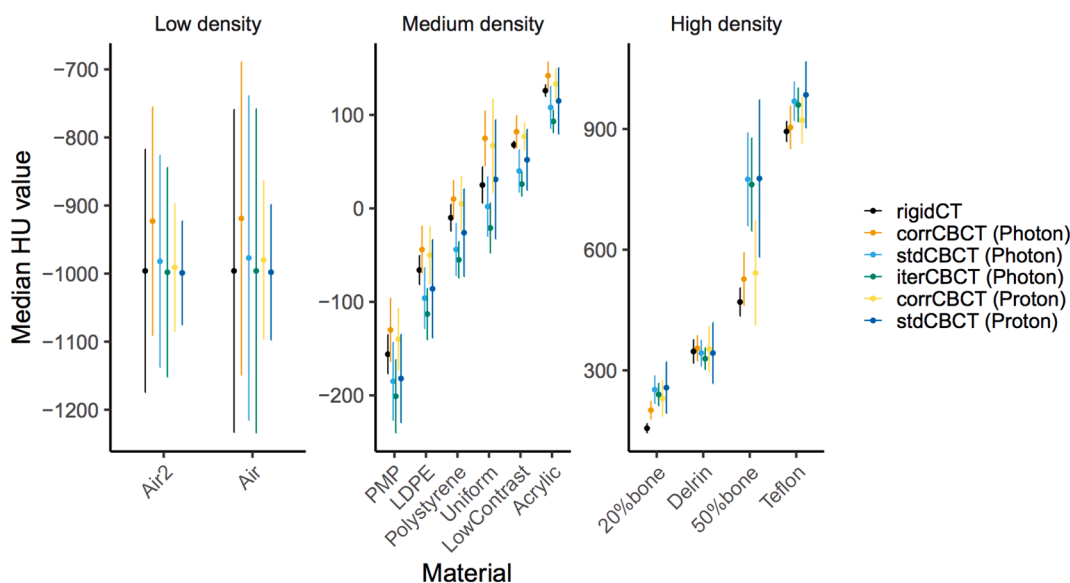 Low density
Medium density
High density
Median HU value
−700
−800
−900
−1000
−1100
−1200
100
0
−100
−200
900
600
300
Air2
Air
PMP
LDPE
Polystyrene
Uniform
LowContrast
Acrylic
20%bone
Delrin
50%bone
Teflon
Material
rigidCT
corrCBCT (Photon)
stdCBCT (Photon)
iterCBCT (Photon)
corrCBCT (Proton)
stdCBCT (Proton)